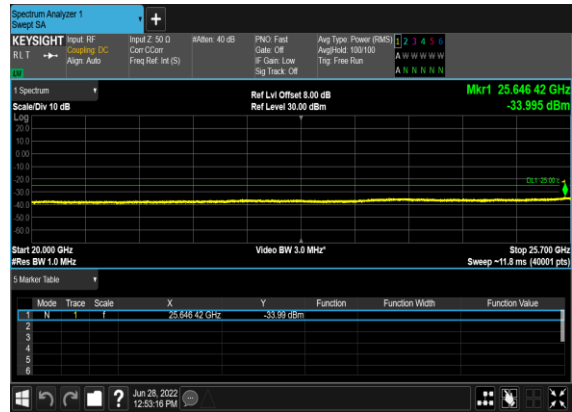 Spectrum Analyzer 1
Swept SA
+
KEYSIGHT Input: RF Input Z: 50 Ω #Atten: 40 dB PNO: Fast Avg Type: Power (RMS) 1 2 3 4 5 6
RLT Coupling: DC Corr CCorr Gate: Off Avg|Hold: 100/100 A W W W W W
Align: Auto Freq Ref: Int (S) IF Gain: Low Trig: Free Run A N N N N N
Sig Track: Off
1 Spectrum Ref Lvl Offset 8.00 dB Mkr1 25.646 42 GHz
Scale/Div 10 dB Ref Level 30.00 dBm -33.995 dBm
Log
20.0
10.0
0.00
-10.0
-20.0
-30.0
-40.0
-50.0
-60.0
Start 20.000 GHz Video BW 3.0 MHz* Stop 25.700 GHz
#Res BW 1.0 MHz Sweep ~11.8 ms (40001 pts)
5 Marker Table
Mode Trace Scale X Y Function Function Width Function Value
1 N 1 f 25.646 42 GHz -33.99 dBm
2
3
4
5
6
? Jun 28, 2022
12:53:16 PM